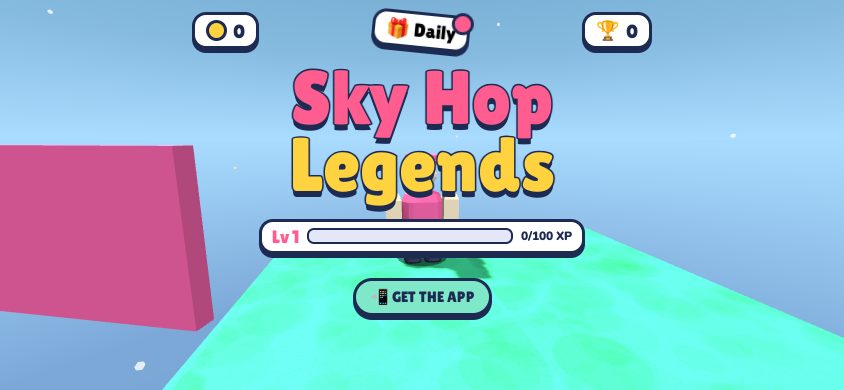 0
Daily
0
Sky Hop
Legends
Lv 1
0/100 XP
GET THE APP